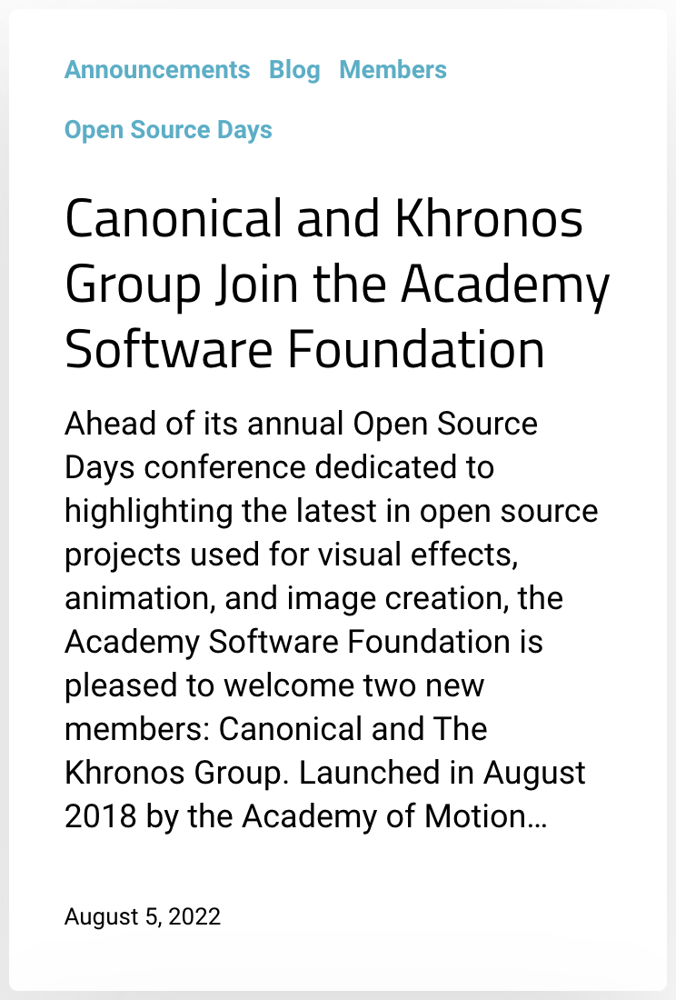 Announcements Blog Members
Open Source Days
Canonical and Khronos
Group Join the Academy
Software Foundation
Ahead of its annual Open Source
Days conference dedicated to
highlighting the latest in open source
projects used for visual effects,
animation, and image creation, the
Academy Software Foundation is
pleased to welcome two new
members: Canonical and The
Khronos Group. Launched in August
2018 by the Academy of Motion…
August 5, 2022